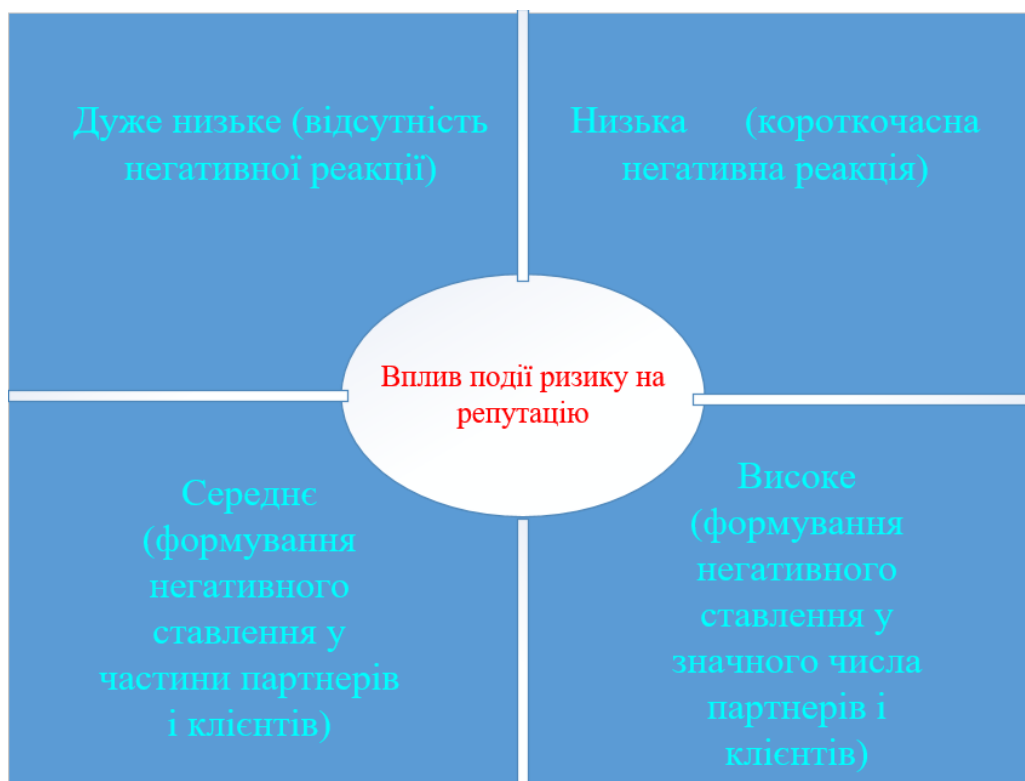 Дуже низьке (відсутність
негативної реакції)
Низька (короткочасна
негативна реакція)
Вплив події ризику на
репутацію
Середнє
(формування
негативного
ставлення у
частини партнерів
і клієнтів)
Високе
(формування
негативного
ставлення у
значного числа
партнерів і
клієнтів)